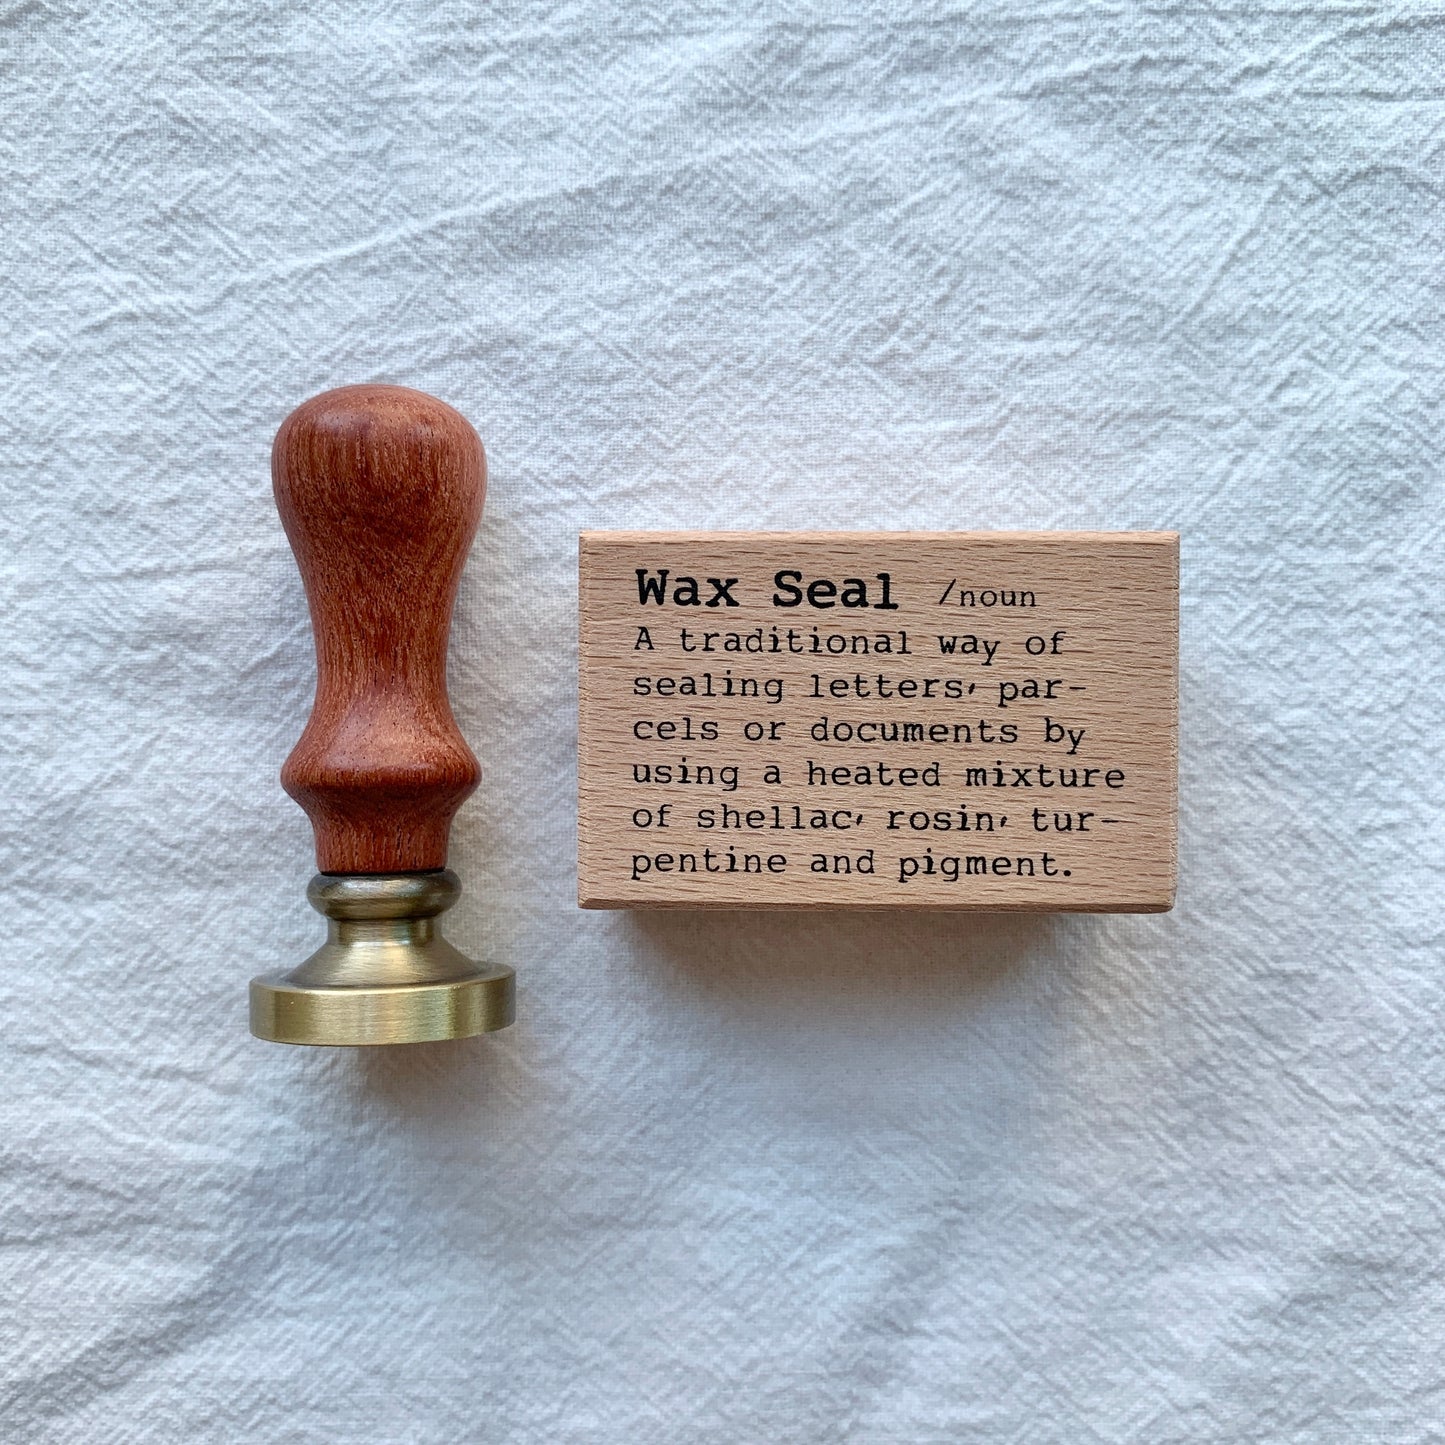 Wax Seal /noun
A traditional way of
sealing letters, par-
cels or documents by
using a heated mixture
of shellac, rosin, tur-
pentine and pigment.